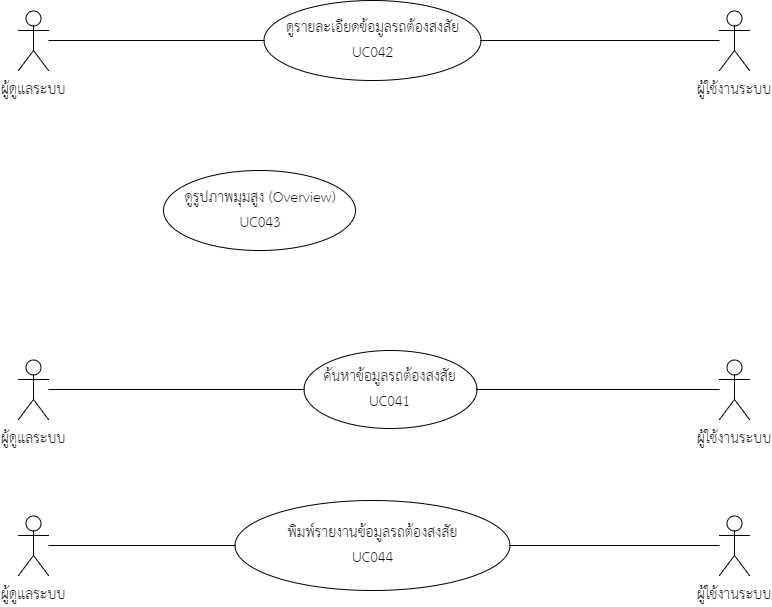 ดูรายละเอียดข้อมูลรถต้องสงสัย
UC042
ผู้ดูแลระบบ
ผู้ใช้งานระบบ
ดูรูปภาพมุมสูง (Overview)
UC043
ค้นหาข้อมูลรถต้องสงสัย
UC041
ผู้ดูแลระบบ
ผู้ใช้งานระบบ
พิมพ์รายงานข้อมูลรถต้องสงสัย
UC044
ผู้ดูแลระบบ
ผู้ใช้งานระบบ